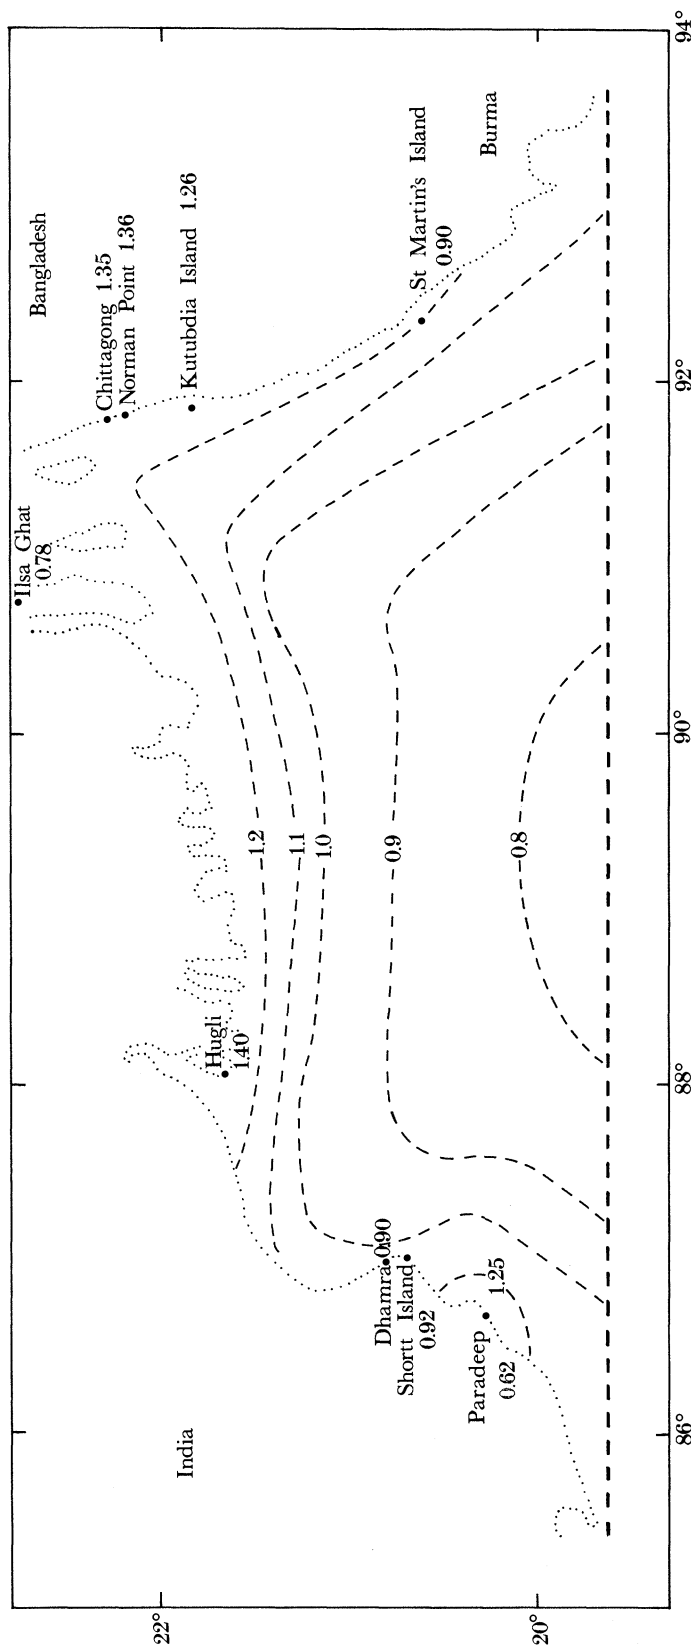 Bangladesh
Ilsa Ghat
0.78
Chittagong 1.35
Norman Point 1.36
Kutubdia Island 1.26
22°
India
Hugli
1.40
1.2
1.1
1.0
0.9
-0.8
Dhamra 0.90
Shortt Island
0.92
St Martin's Island
0.90
Paradeep
1.25
0.62
Burma
20°
86°
88°
90°
92°
94°